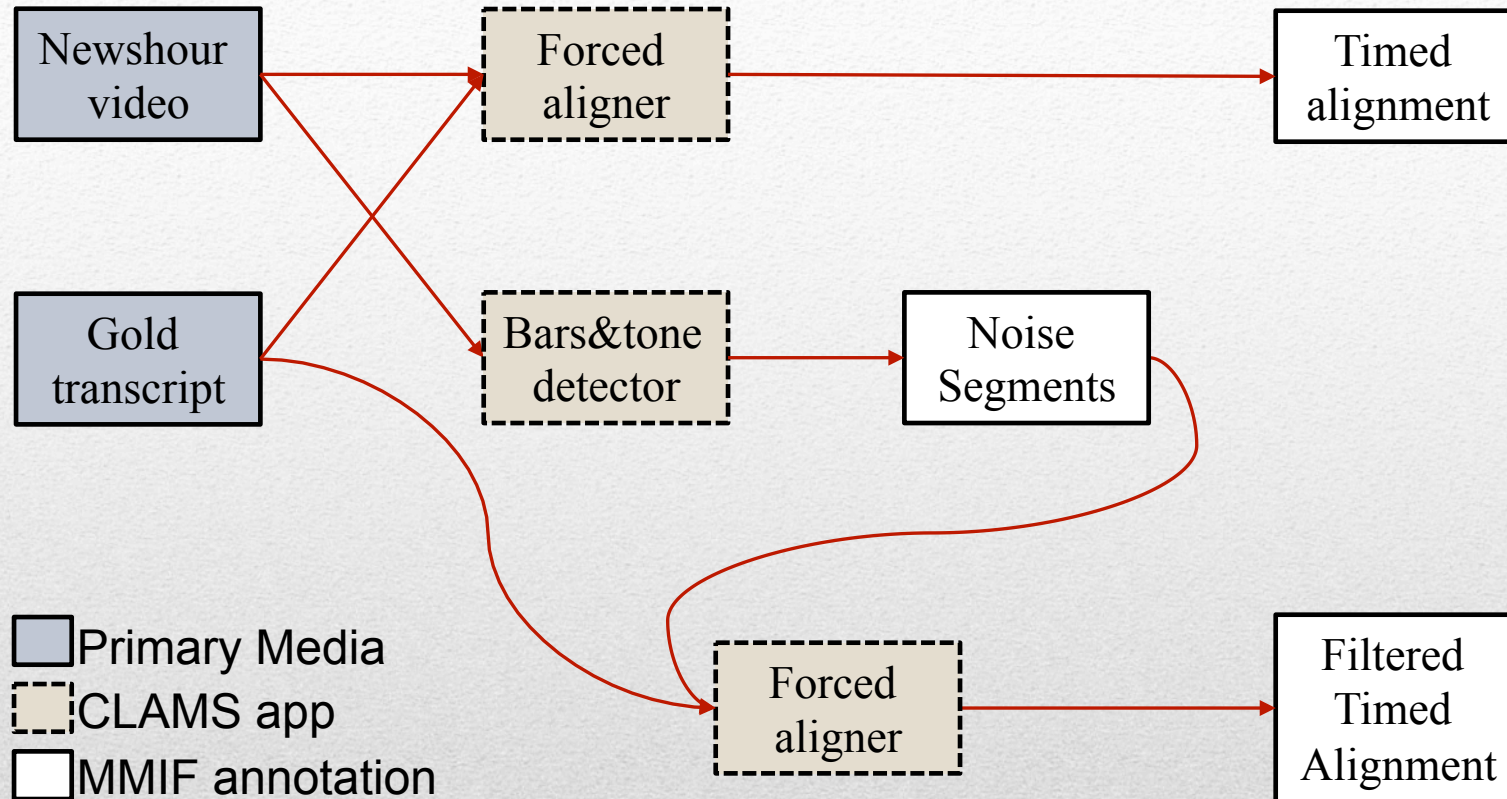 Newshour
video
Forced
aligner
Timed
alignment
Gold
transcript
Bars&tone
detector
Noise
Segments
Primary Media
CLAMS app
MMIF annotation
Forced
aligner
Filtered
Timed
Alignment